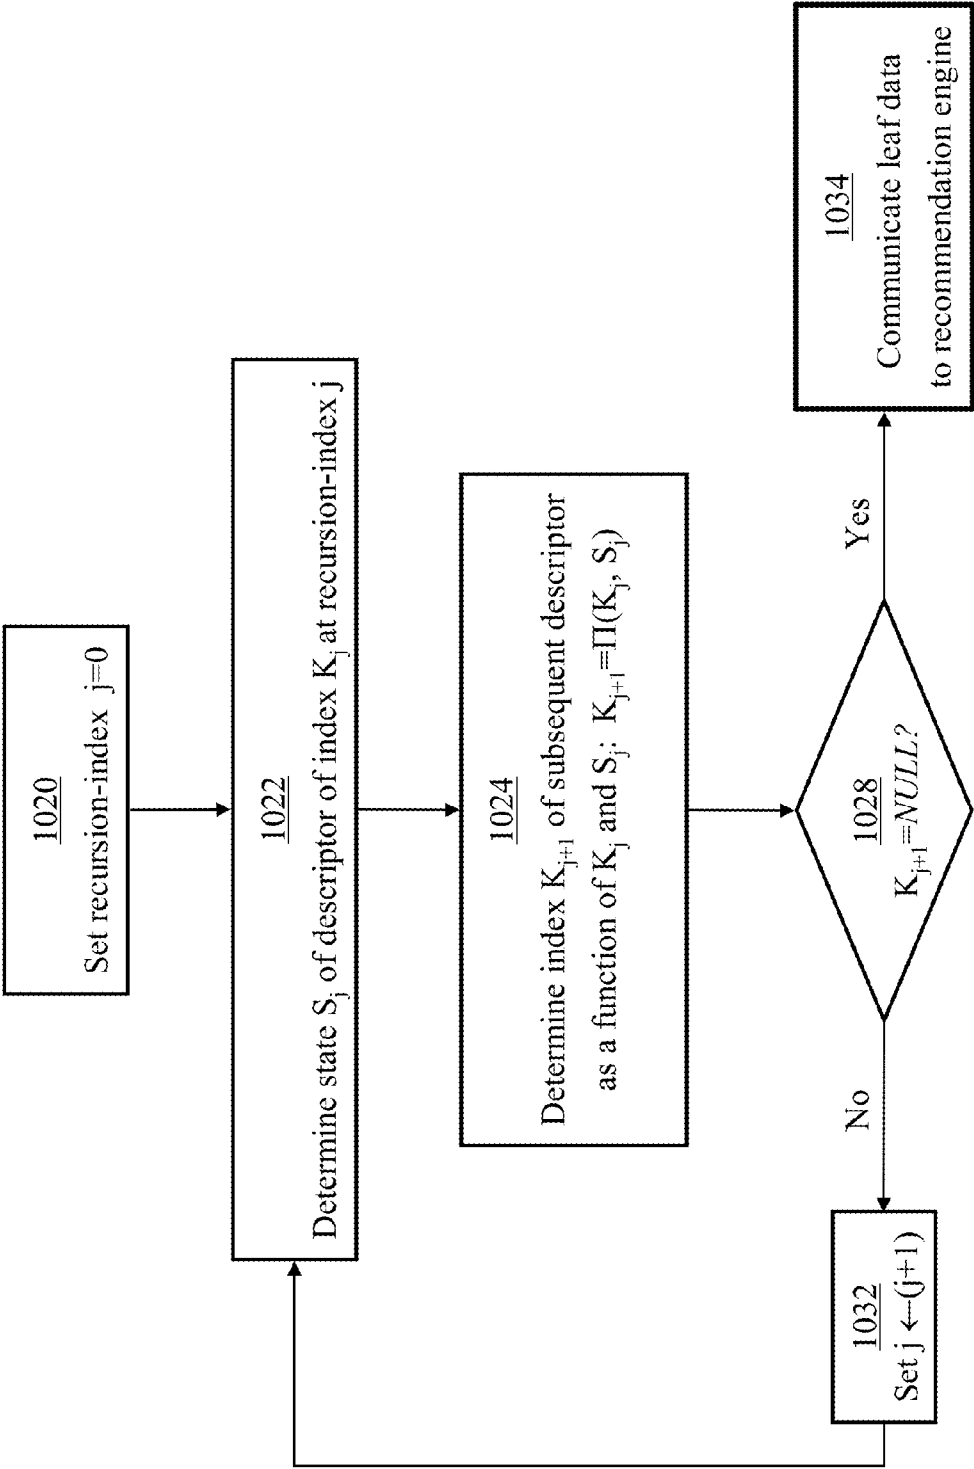 1020
Set recursion-index j=0
1022
Determine state Sj of descriptor of index Kj at recursion-index j
1024
Determine index Kj+1 of subsequent descriptor
as a function of Kj and Sj: Kj+1=Π(Kj, Sj)
1028
Kj+1=NULL?
No
Yes
1032
Set j ←(j+1)
1034
Communicate leaf data
to recommendation engine